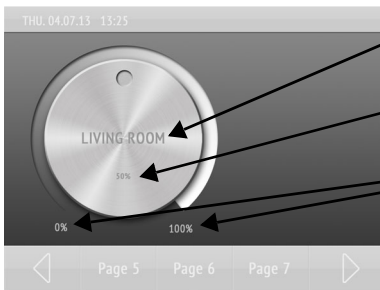 THU. 04.07.13 13:25
LIVING ROOM
50%
0%
100%
Page 5 Page 6 Page 7